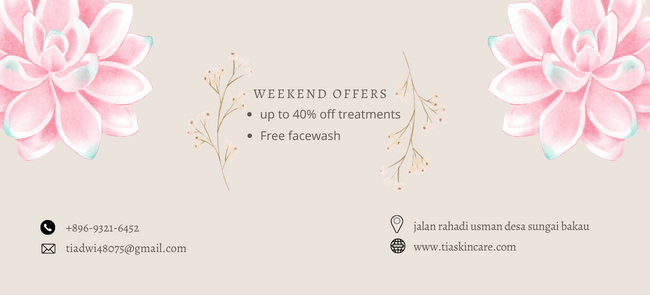 WEEKEND OFFERS
• up to 40% off treatments
• Free facewash
+896-9321-6452
tiadwi48075@gmail.com
jalan rahadi usman desa sungai bakau
www.tiaskincare.com